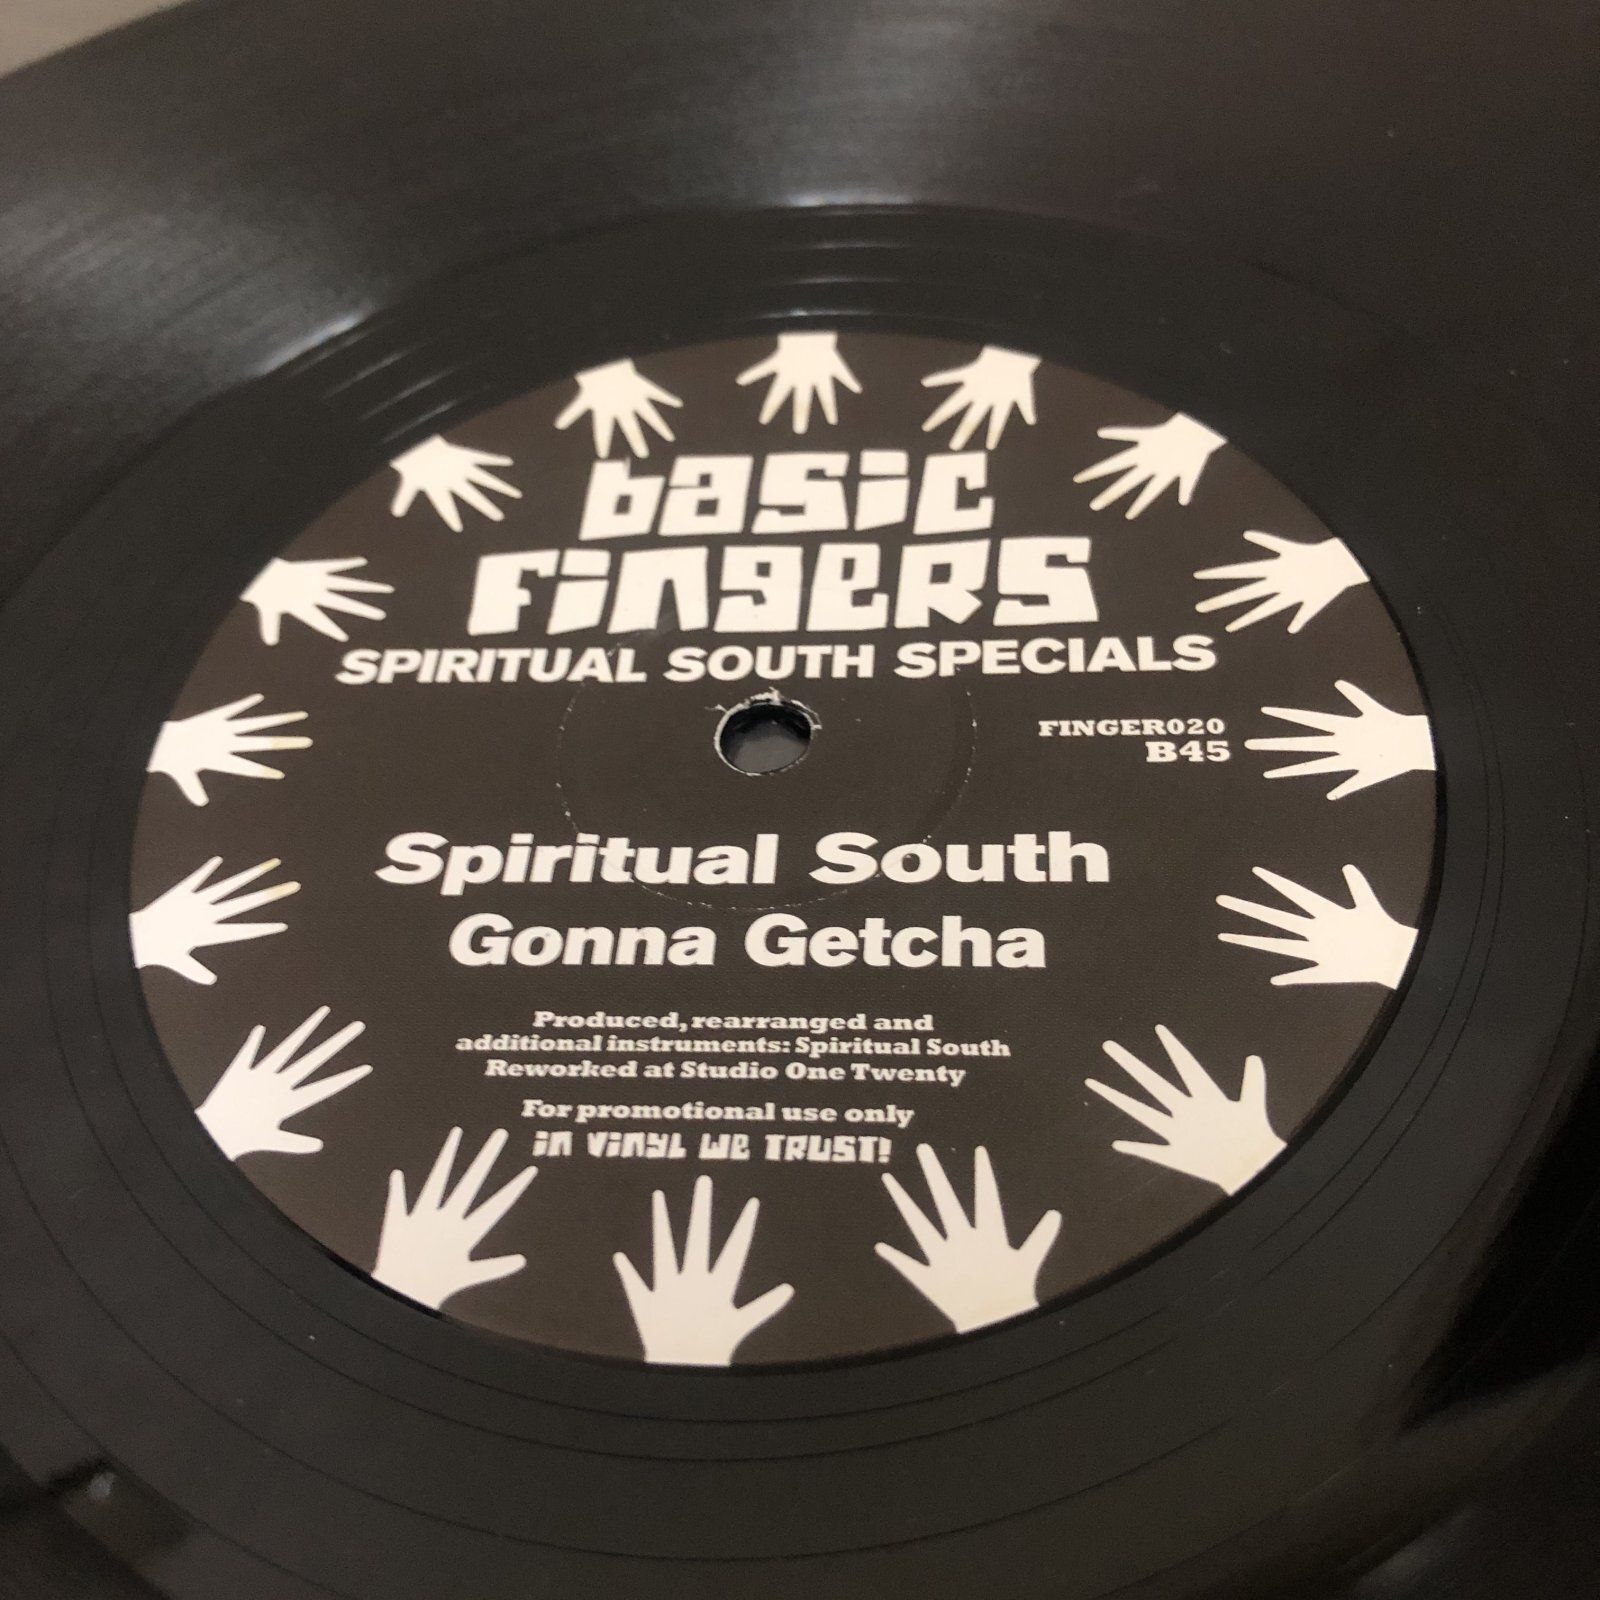 basic
fingers
SPIRITUAL SOUTH SPECIALS
FINGER020
B45
Spiritual South
Gonna Getcha
Produced, rearranged and
additional instruments: Spiritual South
Reworked at Studio One Twenty
For promotional use only
in vinyl we trust!